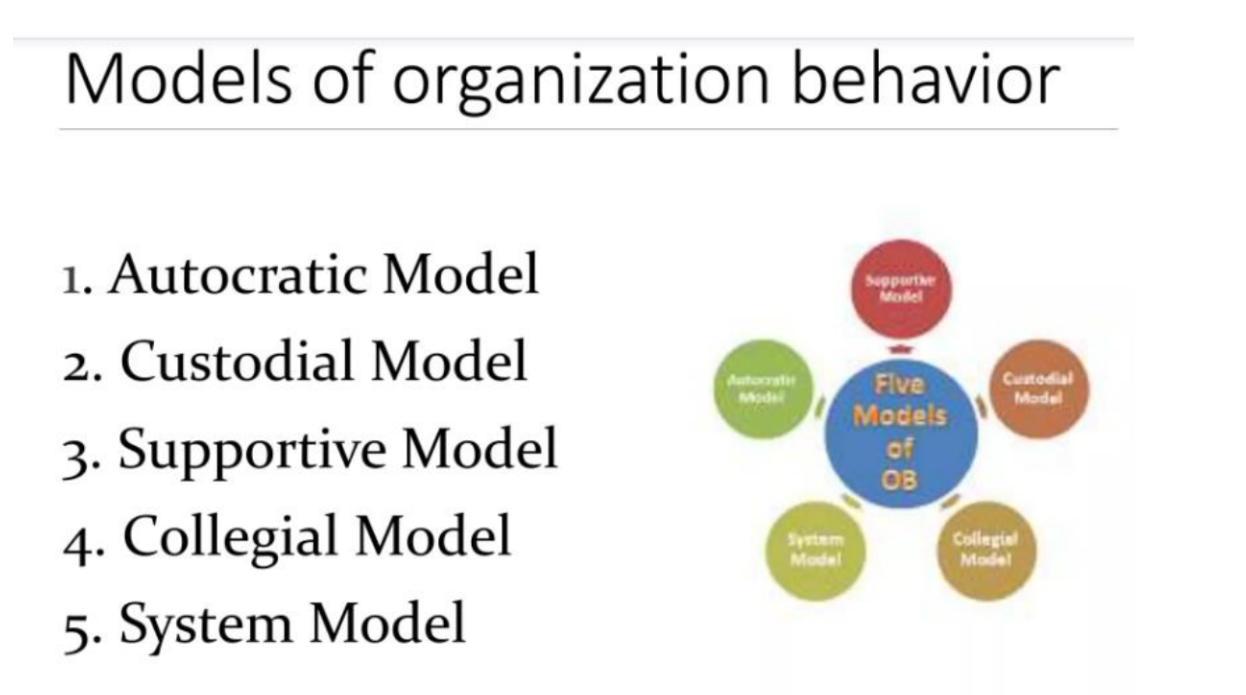 Models of organization behavior
1. Autocratic Model
2. Custodial Model
3. Supportive Model
4. Collegial Model
5. System Model
Supportive
Model
Autocratic
Model
Five
Models
of
OB
Custodial
Model
System
Model
Collegial
Model